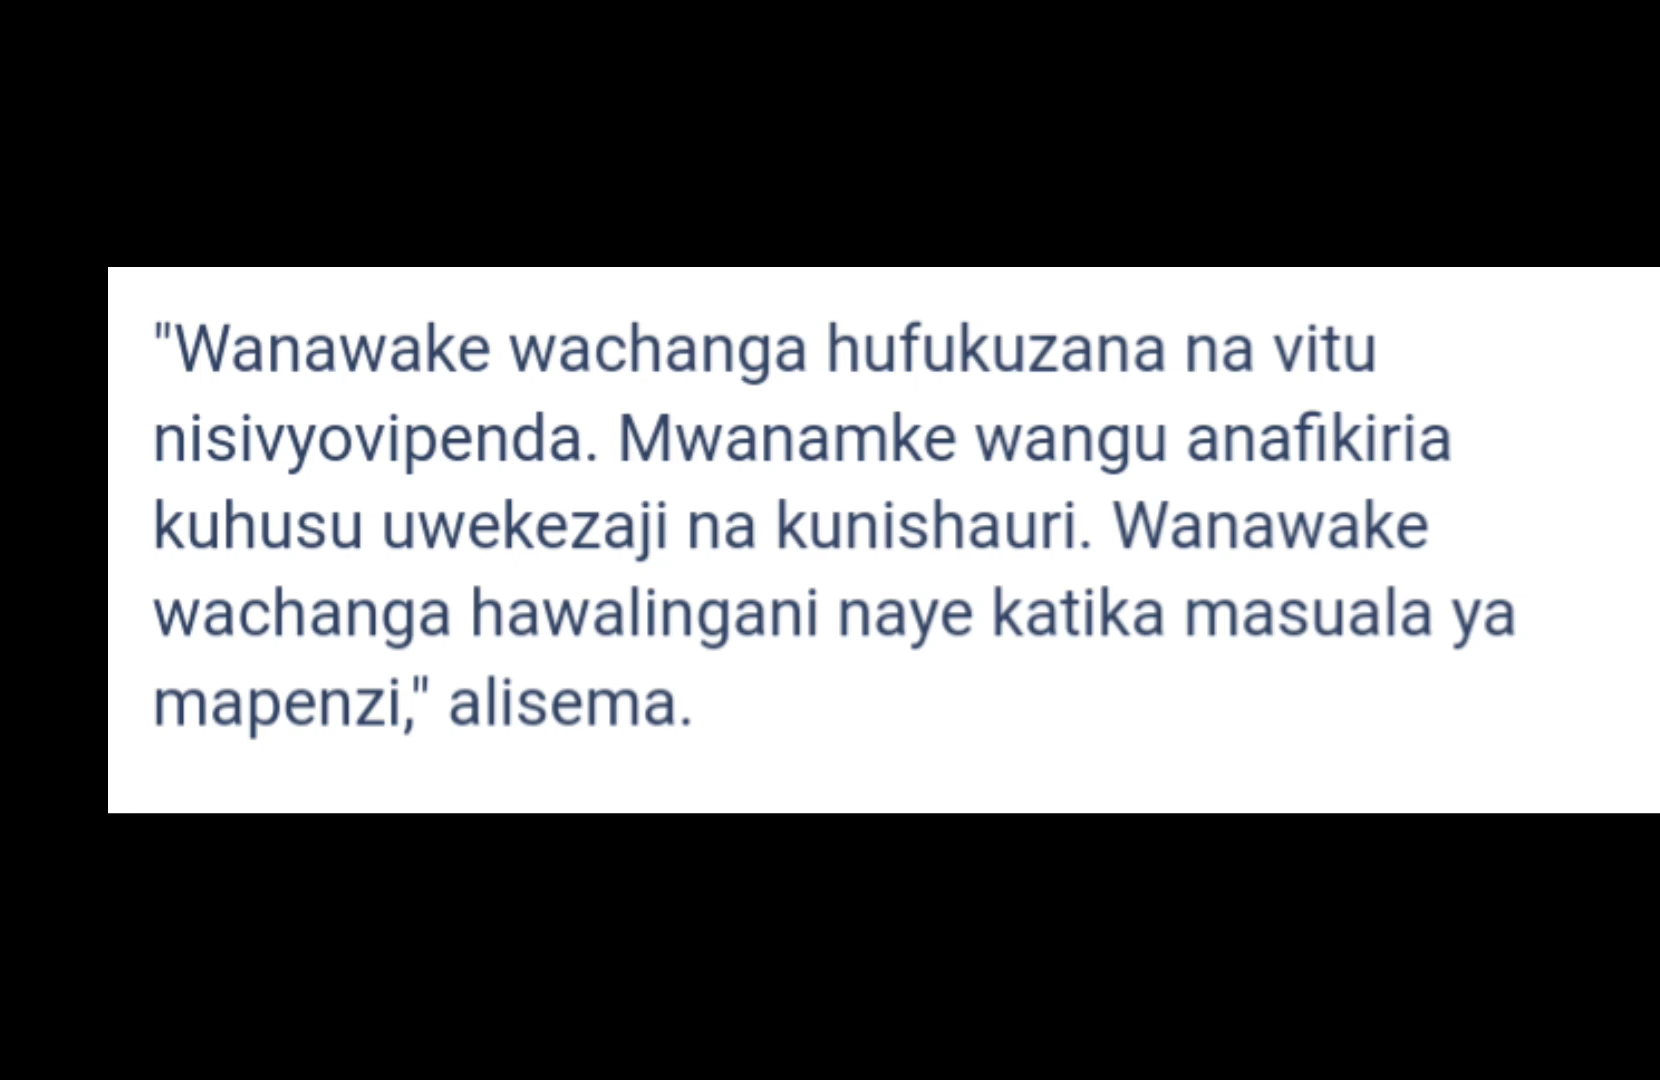 "Wanawake wachanga hufukuzana na vitu
nisivyovipenda. Mwanamke wangu anafikiria
kuhusu uwekezaji na kunishauri. Wanawake
wachanga hawalingani naye katika masuala ya
mapenzi," alisema.